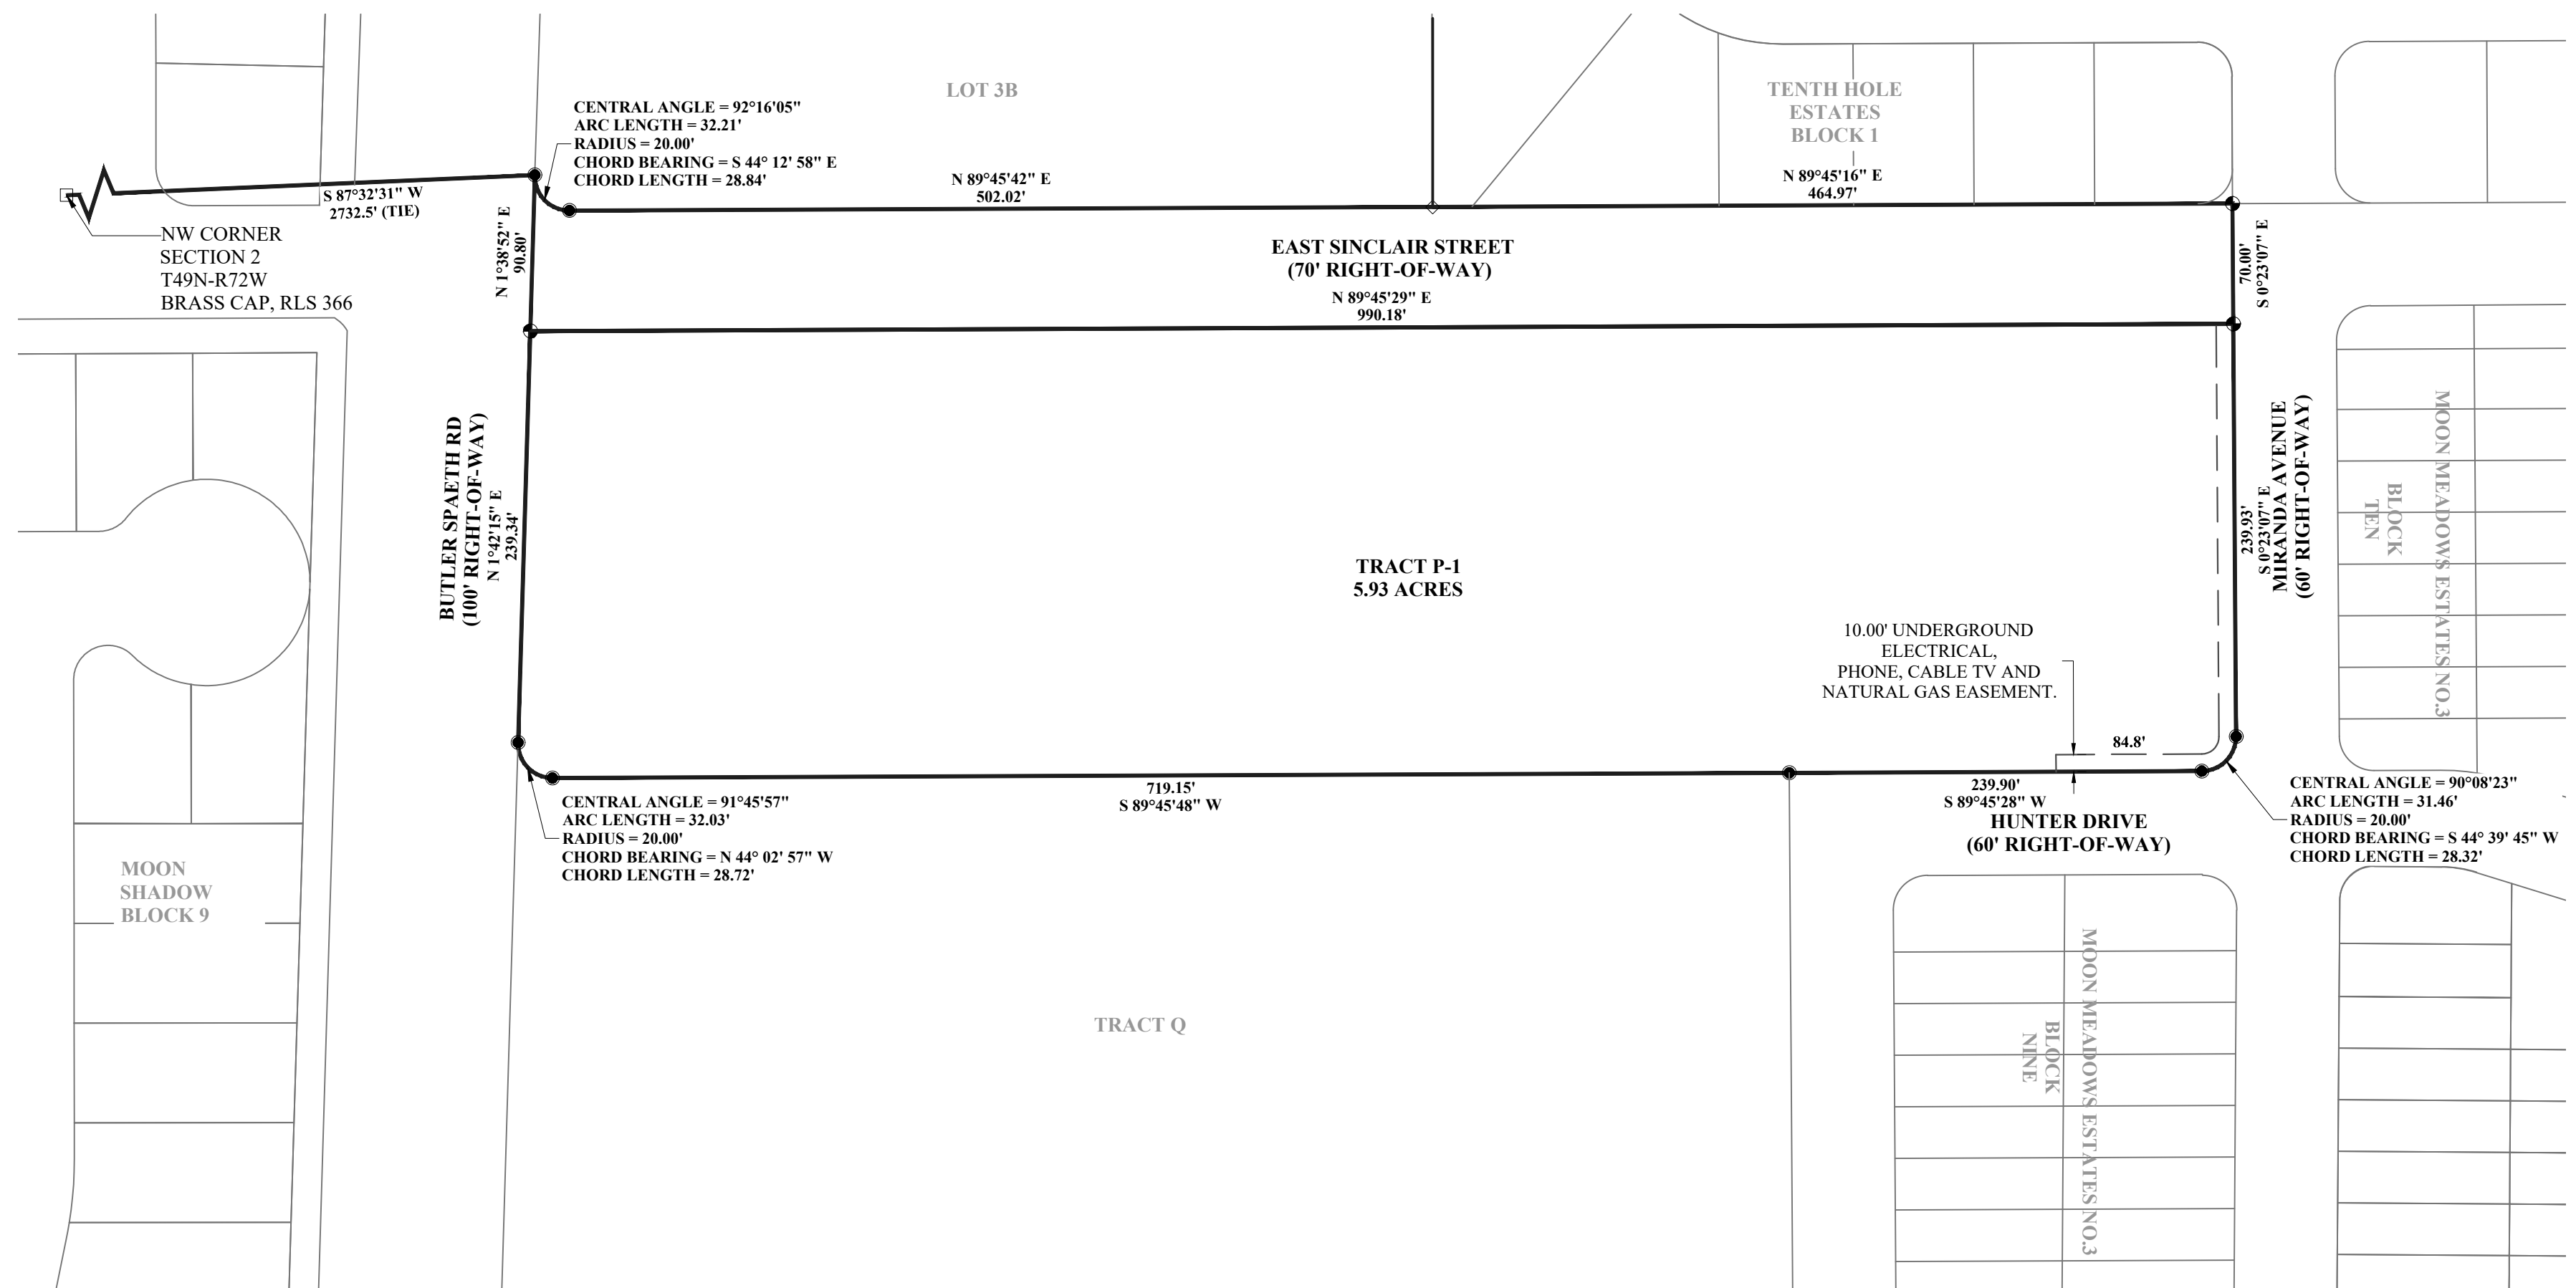 LOT 3B
TENTH HOLE
ESTATES
BLOCK 1
CENTRAL ANGLE = 92°16'05"
ARC LENGTH = 32.21'
RADIUS = 20.00'
CHORD BEARING = S 44° 12' 58" E
CHORD LENGTH = 28.84'
N 89°45'42" E
502.02'
N 89°45'16" E
464.97'
S 87°32'31" W
2732.5' (TIE)
NW CORNER
SECTION 2
T49N-R72W
BRASS CAP, RLS 366
N 1°38'52" E
90.80'
EAST SINCLAIR STREET
(70' RIGHT-OF-WAY)
N 89°45'29" E
990.18'
70.00'
S 0°23'07" E
BUTLER SPAETH RD
(100' RIGHT-OF-WAY)
N 1°42'15" E
239.34'
TRACT P-1
5.93 ACRES
239.93'
S 0°23'07" E
MIRANDA AVENUE
(60' RIGHT-OF-WAY)
MOON MEADOWS ESTATES NO.3
BLOCK
TEN
10.00' UNDERGROUND
ELECTRICAL,
PHONE, CABLE TV AND
NATURAL GAS EASEMENT.
84.8'
719.15'
S 89°45'48" W
239.90'
S 89°45'28" W
HUNTER DRIVE
(60' RIGHT-OF-WAY)
CENTRAL ANGLE = 91°45'57"
ARC LENGTH = 32.03'
RADIUS = 20.00'
CHORD BEARING = N 44° 02' 57" W
CHORD LENGTH = 28.72'
CENTRAL ANGLE = 90°08'23"
ARC LENGTH = 31.46'
RADIUS = 20.00'
CHORD BEARING = S 44° 39' 45" W
CHORD LENGTH = 28.32'
MOON
SHADOW
BLOCK 9
TRACT Q
MOON MEADOWS ESTATES NO.3
BLOCK
NINE